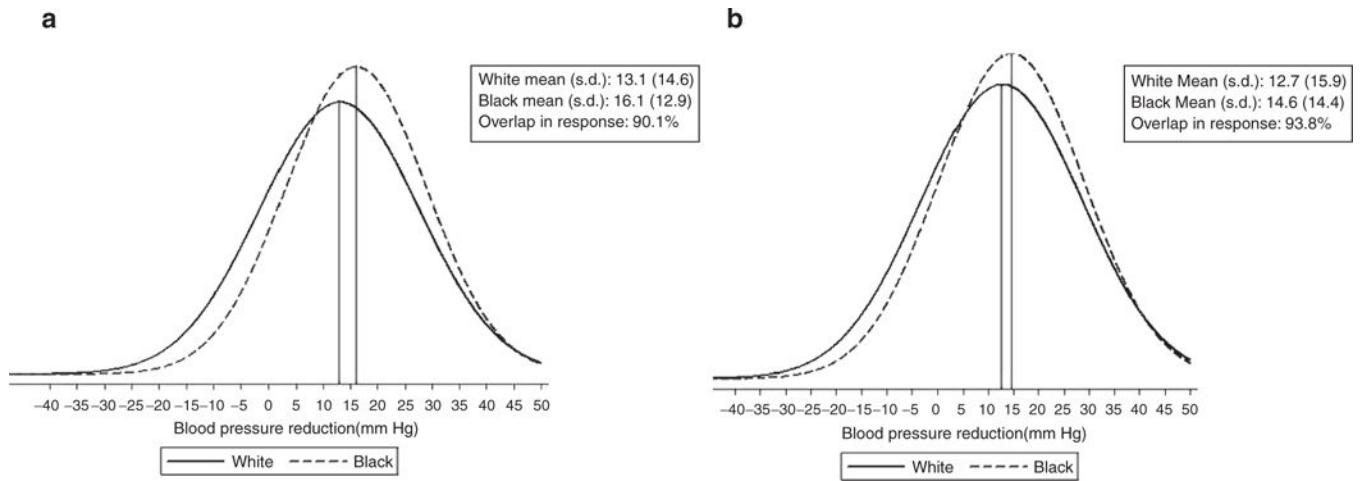 a
White mean (s.d.): 13.1 (14.6)
Black mean (s.d.): 16.1 (12.9)
Overlap in response: 90.1%
−40 −35 −30 −25 −20 −15 −10 −5 0 5 10 15 20 25 30 35 40 45 50
Blood pressure reduction(mm Hg)
White Black
b
White Mean (s.d.): 12.7 (15.9)
Black Mean (s.d.): 14.6 (14.4)
Overlap in response: 93.8%
−40 −35 −30 −25 −20 −15 −10 −5 0 5 10 15 20 25 30 35 40 45 50
Blood pressure reduction(mm Hg)
White Black